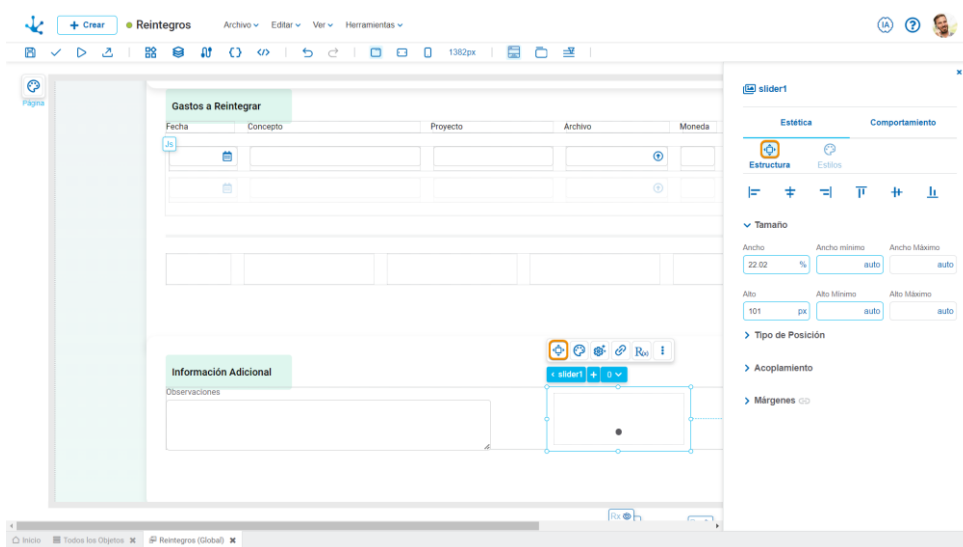 + Crear
Reintegros
Archivo
Editar
Ver
Herramientas
IA
?
1382px
Página
Gastos a Reintegrar
Fecha Concepto Proyecto Archivo Moneda
Js
Información Adicional
Observaciones
R(x)
slider1 + 0
Rx
slider1
Estética Comportamiento
Estructura Estilos
Tamaño
Ancho Ancho mínimo Ancho Máximo
22.02 % auto auto
Alto Alto Mínimo Alto Máximo
101 px auto auto
Tipo de Posición
Acoplamiento
Márgenes
Inicio Todos los Objetos Reintegros (Global)